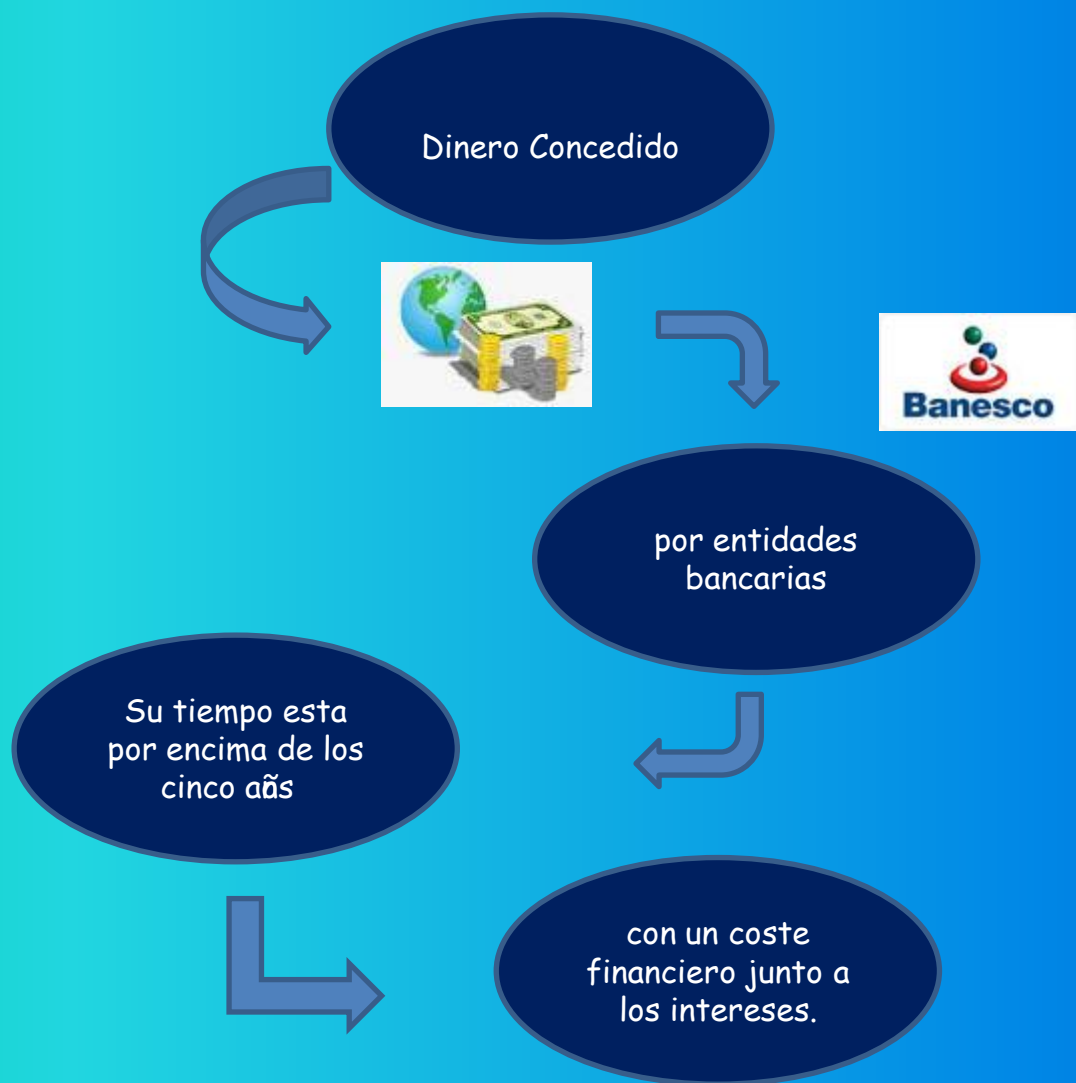 Dinero Concedido
Banesco
por entidades
bancarias
Su tiempo esta
por encima de los
cinco añs
con un coste
financiero junto a
los intereses.